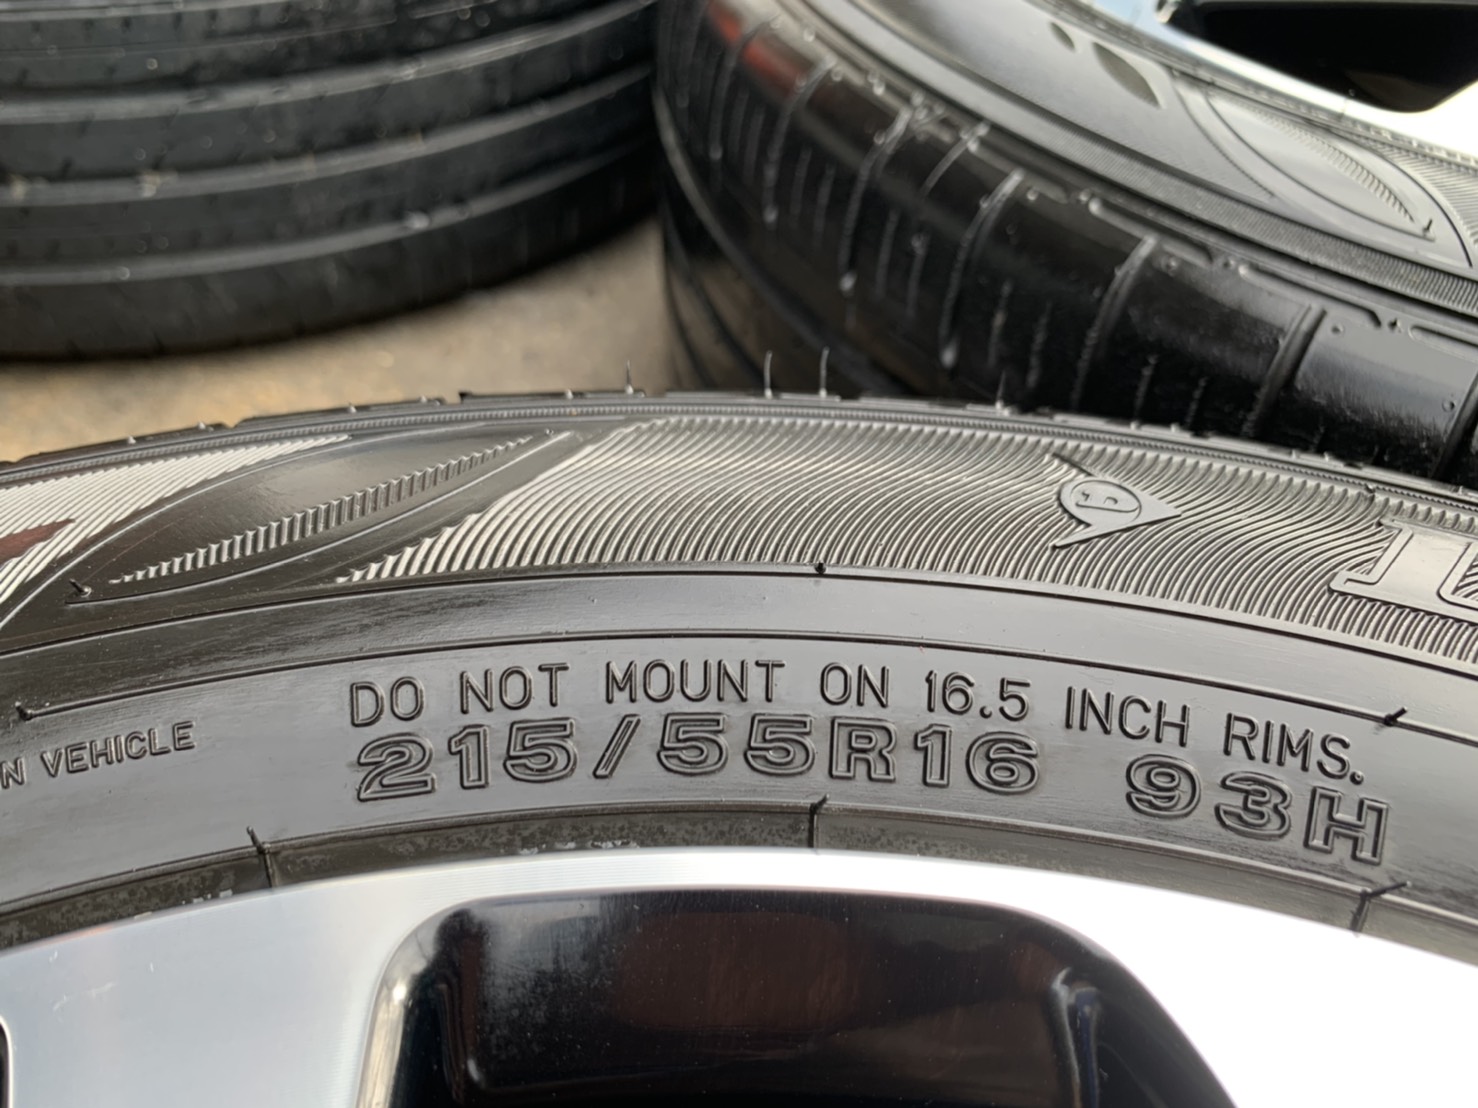 DO NOT MOUNT ON 16.5 INCH RIMS.
N VEHICLE
215/55R16 93H
D